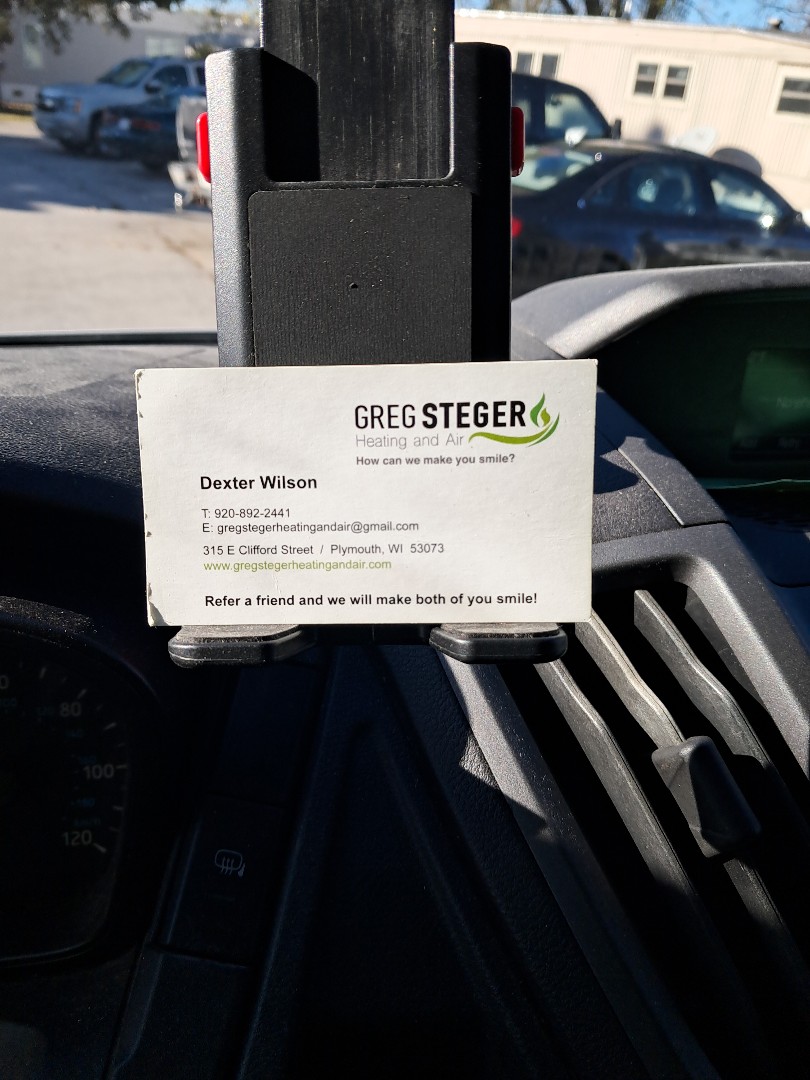 GREG STEGER
Heating and Air
How can we make you smile?
Dexter Wilson
T: 920-892-2441
E: gregstegerheatingandair@gmail.com
315 E Clifford Street / Plymouth, WI 53073
www.gregstegerheatingandair.com
Refer a friend and we will make both of you smile!
80
100
120